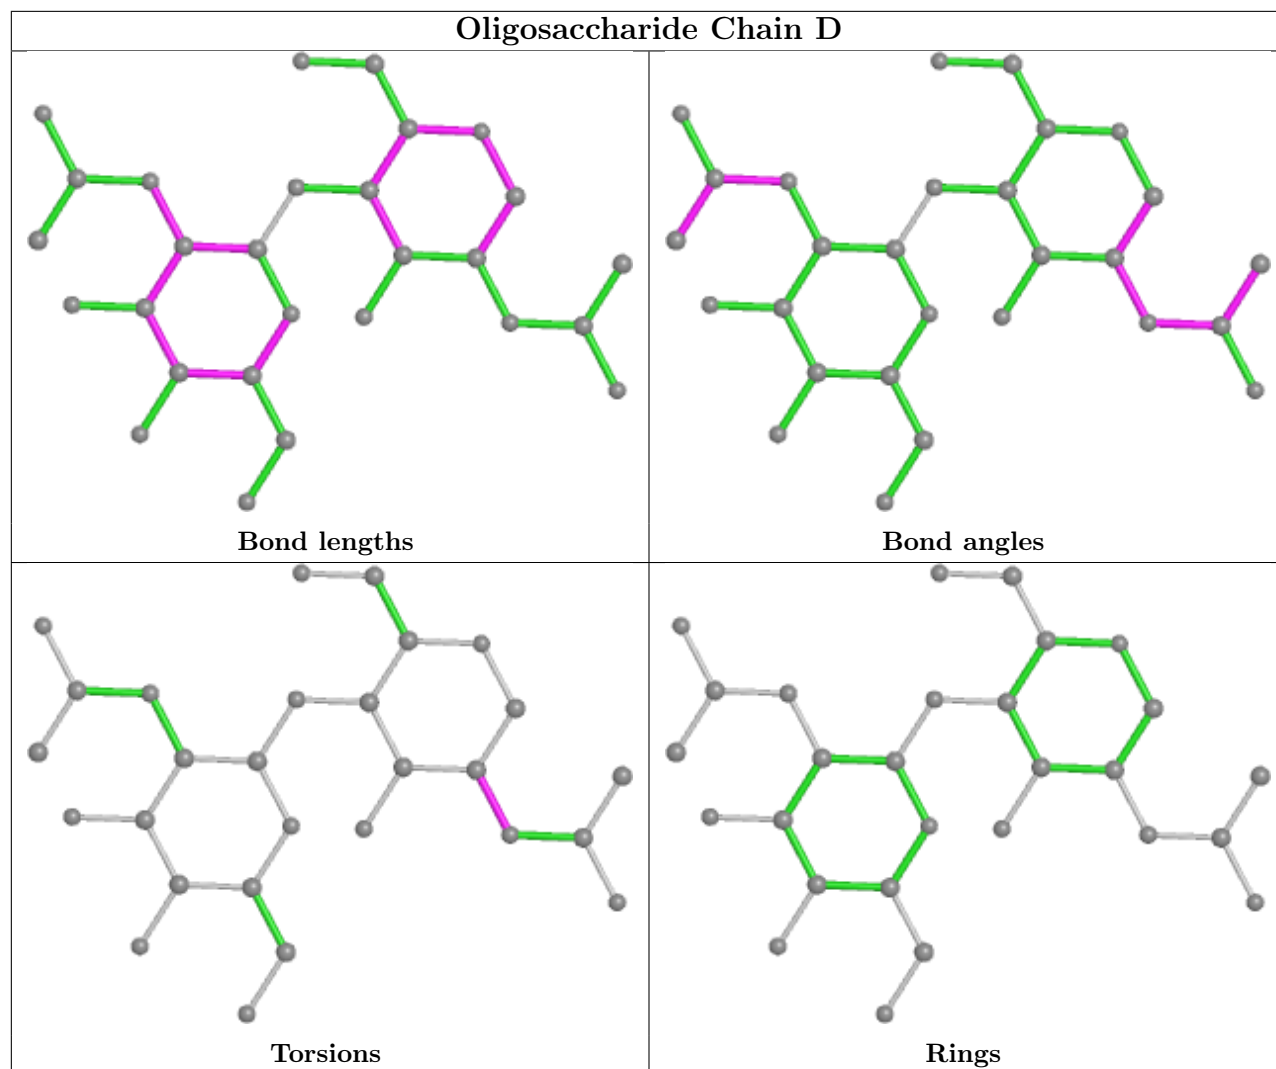 Oligosaccharide Chain D
Bond lengths
Bond angles
Torsions
Rings